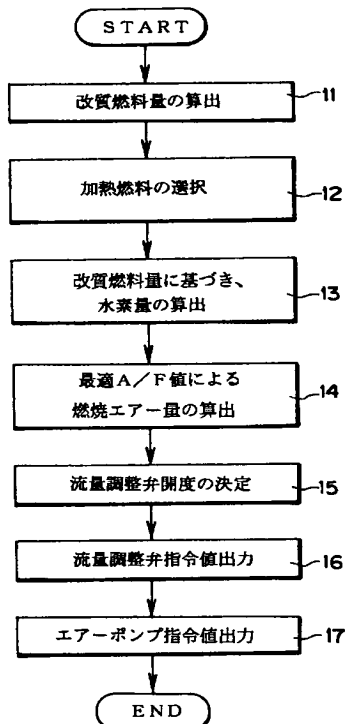 START
改質燃料量の算出
11
加熱燃料の選択
12
改質燃料量に基づき、
水素量の算出
13
最適A/F値による
燃焼エアー量の算出
14
流量調整弁開度の決定
15
流量調整弁指令値出力
16
エアーポンプ指令値出力
17
END